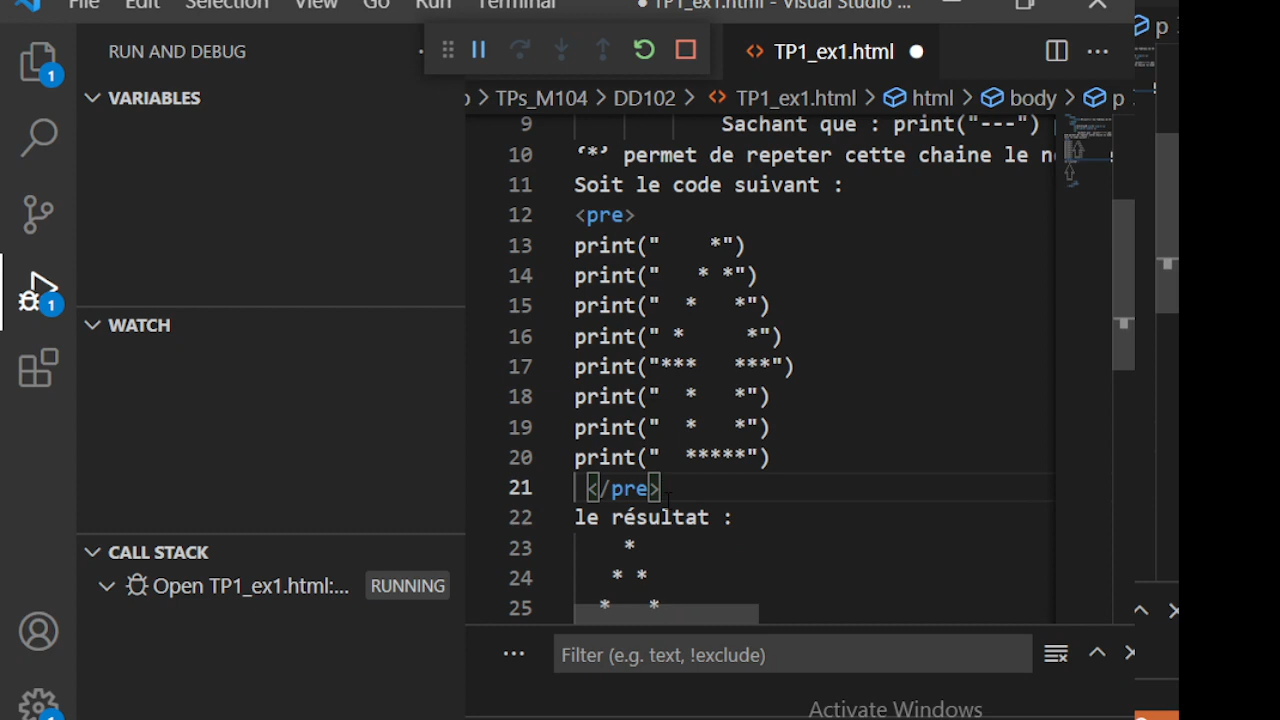 File Edit Selection View Go Run Terminal ● TP1_ex1.html - Visual Studio ...
RUN AND DEBUG
TP1_ex1.html
p
VARIABLES
TPs_M104 > DD102 > TP1_ex1.html > html > body > p
9 Sachant que : print("---")
10 ‘*’ permet de repeter cette chaine le
11 Soit le code suivant :
12 <pre>
13 print("    *")
14 print("   * *")
15 print("  *   *")
16 print(" *     *")
17 print("***   ***")
18 print("  *   *")
19 print("  *   *")
20 print("  *****")
21  </pre>
22 le résultat :
23     *
24    * *
25   *   *
WATCH
CALL STACK
Open TP1_ex1.html:... RUNNING
1
1
1
Filter (e.g. text, !exclude)
Activate Windows